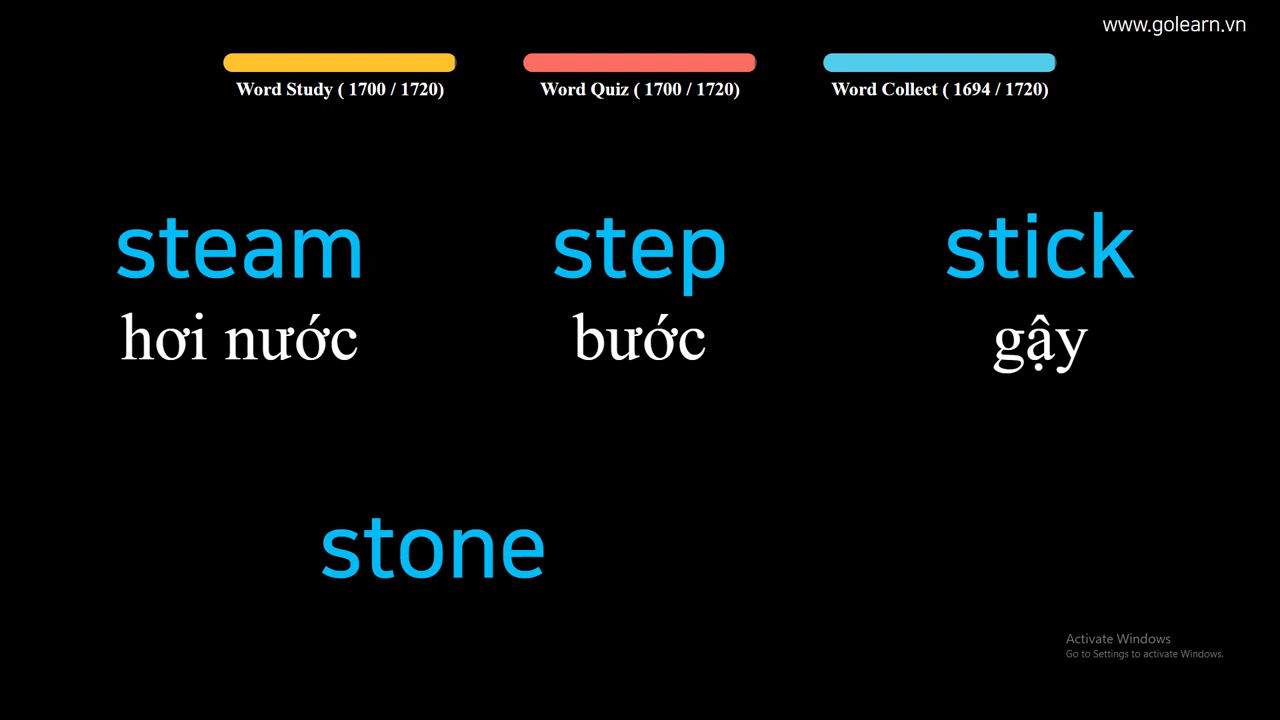 www.golearn.vn
Word Study ( 1700 / 1720)
Word Quiz ( 1700 / 1720)
Word Collect ( 1694 / 1720)
steam
step
stick
hơi nước
bước
gậy
stone
Activate Windows
Go to Settings to activate Windows.